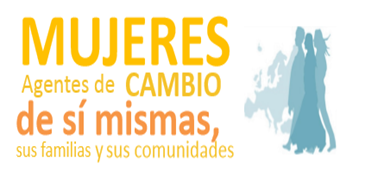 MUJERES
Agentes de CAMBIO
de sí mismas,
sus familias y sus comunidades